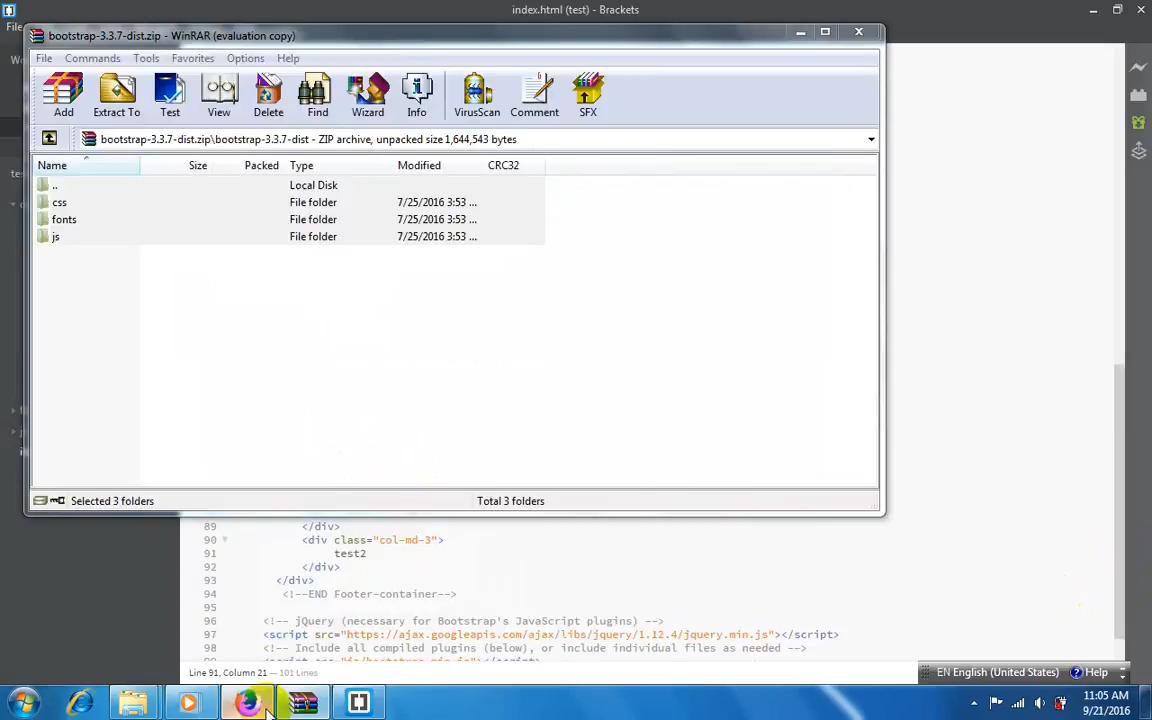 index.html (test) - Brackets
bootstrap-3.3.7-dist.zip - WinRAR (evaluation copy)
File Commands Tools Favorites Options Help
Add Extract To Test View Delete Find Wizard Info VirusScan Comment SFX
bootstrap-3.3.7-dist.zip\bootstrap-3.3.7-dist - ZIP archive, unpacked size 1,644,543 bytes
Name Size Packed Type Modified CRC32
.. Local Disk
css File folder 7/25/2016 3:53 ...
fonts File folder 7/25/2016 3:53 ...
js File folder 7/25/2016 3:53 ...
Selected 3 folders Total 3 folders
89 </div>
90 <div class="col-md-3">
91 test2
92 </div>
93 </div>
94 <!--END Footer-container-->
95
96 <!-- jQuery (necessary for Bootstrap's JavaScript plugins) -->
97 <script src="https://ajax.googleapis.com/ajax/libs/jquery/1.12.4/jquery.min.js"></script>
98 <!-- Include all compiled plugins (below), or include individual files as needed -->
Line 91, Column 21 — 101 Lines
EN English (United States) Help
11:05 AM
9/21/2016